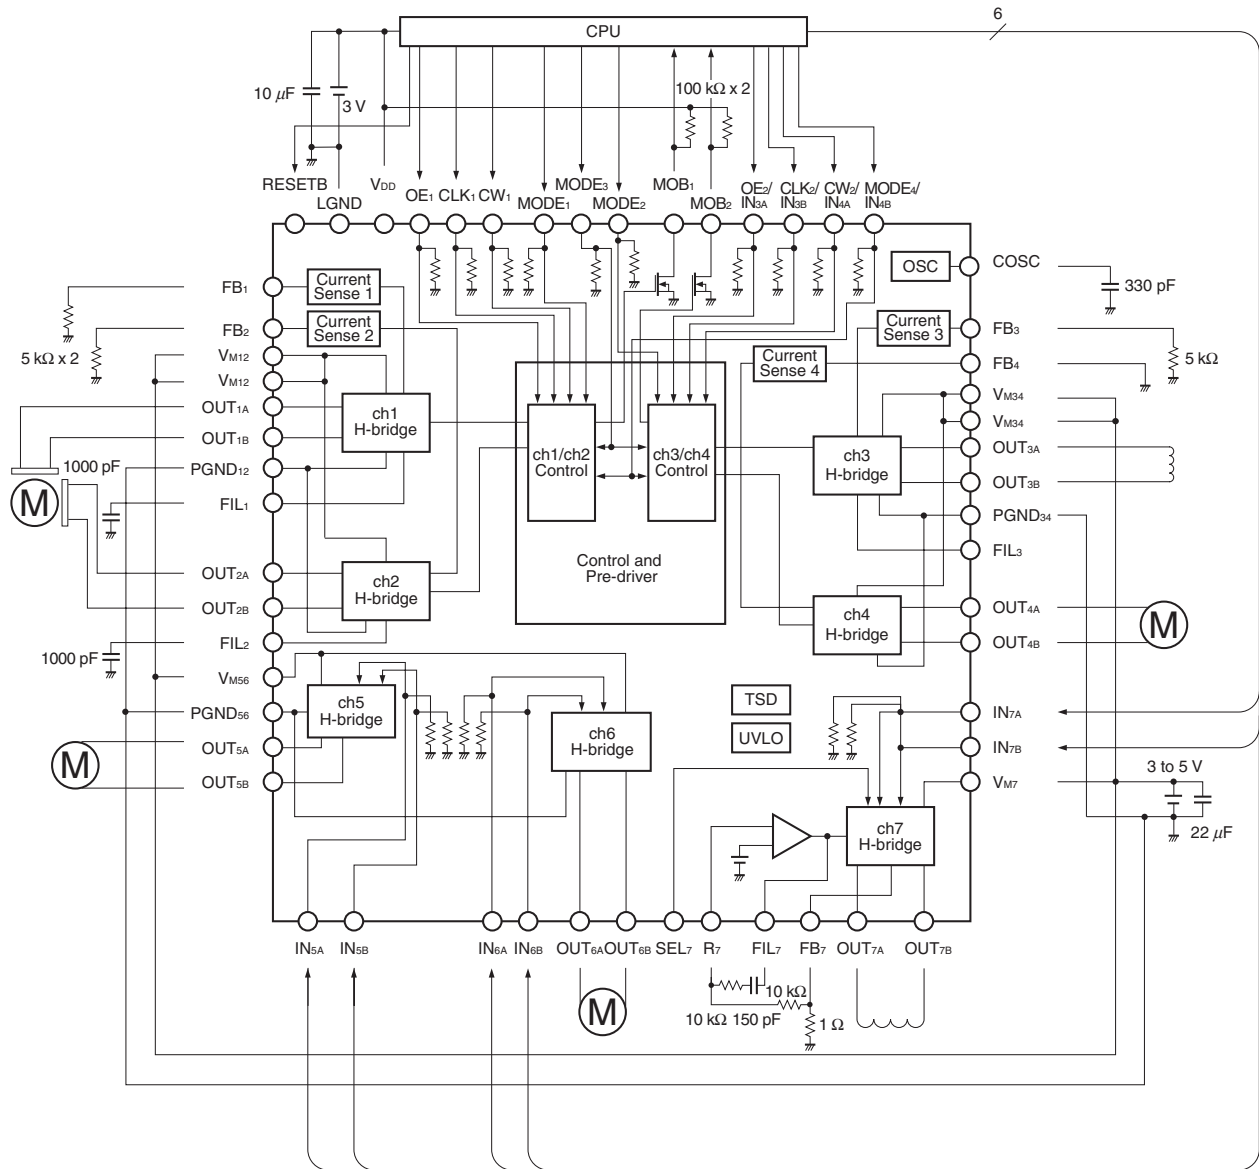 CPU
6
10 μF
3 V
100 kΩ x 2
RESETB
LGND
VDD
OE1
CLK1
CW1
MODE1
MODE3
MODE2
MOB1
MOB2
OE2/
IN3A
CLK2/
IN3B
CW2/
IN4A
MODE4/
IN4B
FB1
FB2
5 kΩ x 2
VM12
VM12
OUT1A
OUT1B
1000 pF
PGND12
M
FIL1
OUT2A
OUT2B
FIL2
1000 pF
VM56
PGND56
OUT5A
M
OUT5B
Current
Sense 1
Current
Sense 2
ch1
H-bridge
ch2
H-bridge
ch1/ch2
Control
ch3/ch4
Control
Control and
Pre-driver
OSC
Current
Sense 3
Current
Sense 4
ch3
H-bridge
ch4
H-bridge
ch5
H-bridge
ch6
H-bridge
TSD
UVLO
ch7
H-bridge
COSC
330 pF
FB3
5 kΩ
FB4
VM34
VM34
OUT3A
OUT3B
PGND34
FIL3
OUT4A
M
OUT4B
IN7A
IN7B
3 to 5 V
VM7
22 μF
IN5A
IN5B
IN6A
IN6B
OUT6A
OUT6B
SEL7
R7
FIL7
FB7
OUT7A
OUT7B
M
10 kΩ
10 kΩ 150 pF
1 Ω